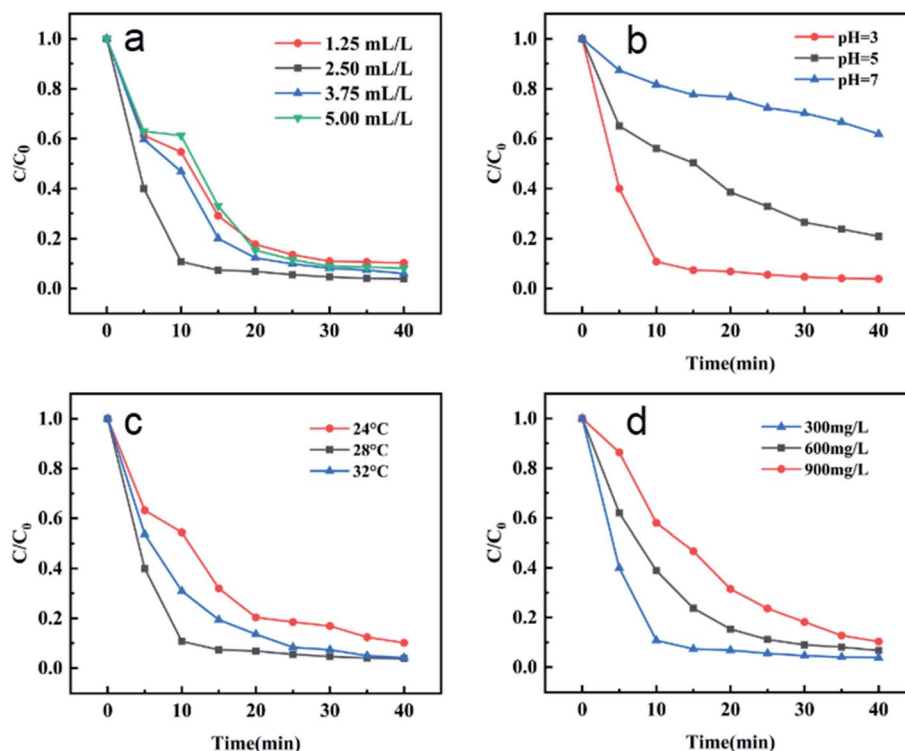 a
1.25 mL/L
2.50 mL/L
3.75 mL/L
5.00 mL/L
C/C0
1.0
0.8
0.6
0.4
0.2
0.0
0 10 20 30 40
b
pH=3
pH=5
pH=7
C/C0
1.0
0.8
0.6
0.4
0.2
0.0
0 10 20 30 40
Time(min)
c
24°C
28°C
32°C
C/C0
1.0
0.8
0.6
0.4
0.2
0.0
0 10 20 30 40
Time(min)
d
300mg/L
600mg/L
900mg/L
C/C0
1.0
0.8
0.6
0.4
0.2
0.0
0 10 20 30 40
Time(min)